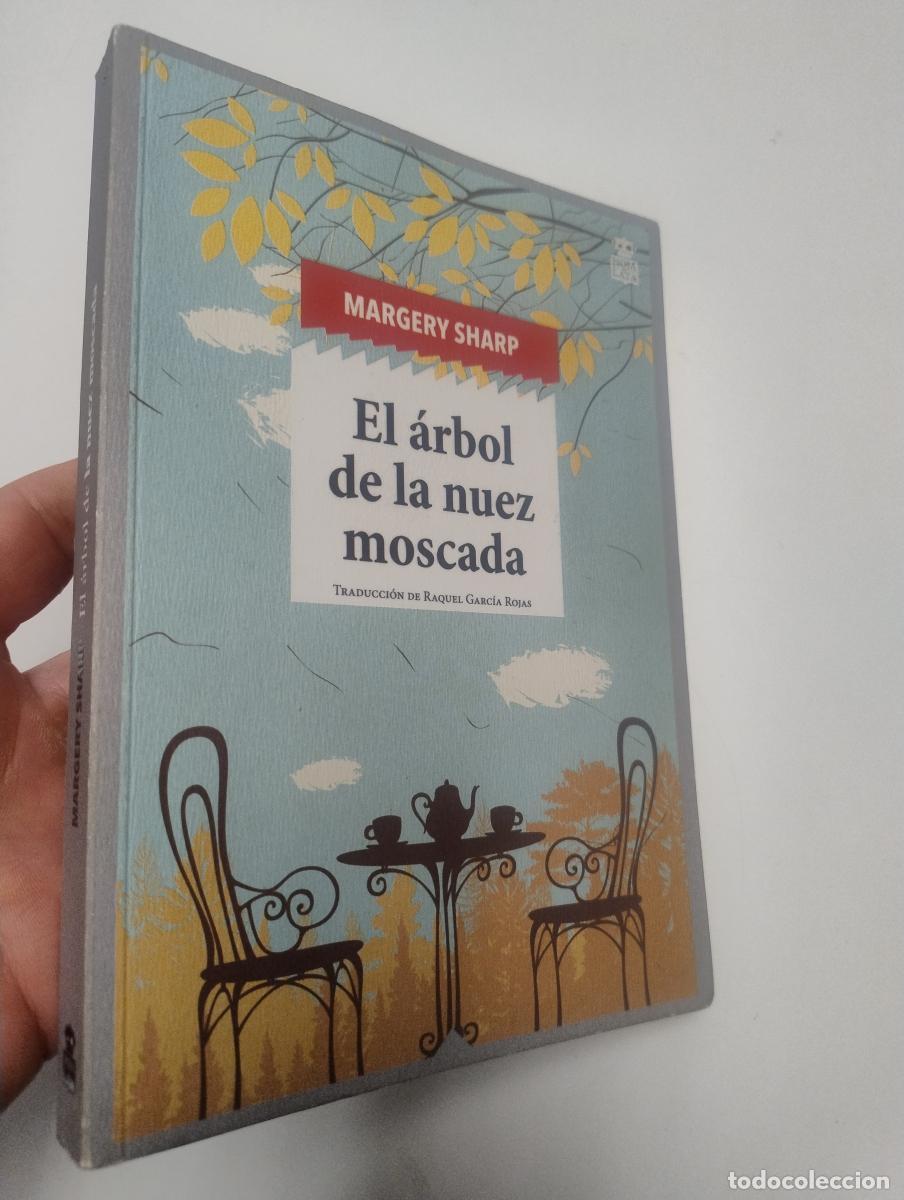 MARGERY SHARP
El árbol
de la nuez
moscada
TRADUCCIÓN DE RAQUEL GARCÍA ROJAS
MARGERY SHARP El árbol de la nuez moscada
todocoleccion